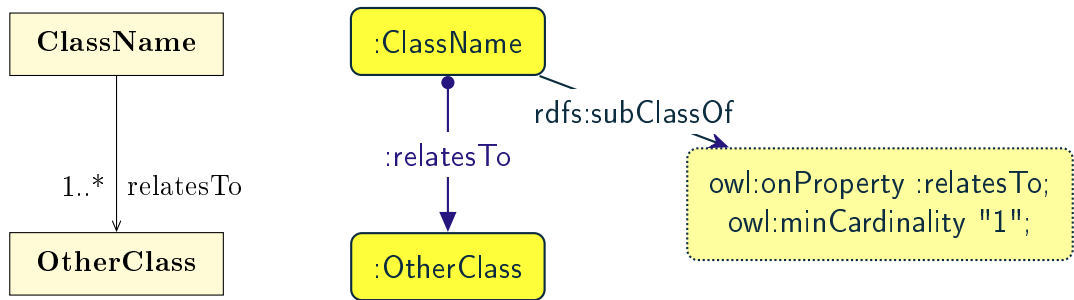 ClassName
1..* relatesTo
OtherClass
:ClassName
rdfs:subClassOf
:relatesTo
owl:onProperty :relatesTo;
owl:minCardinality "1";
:OtherClass